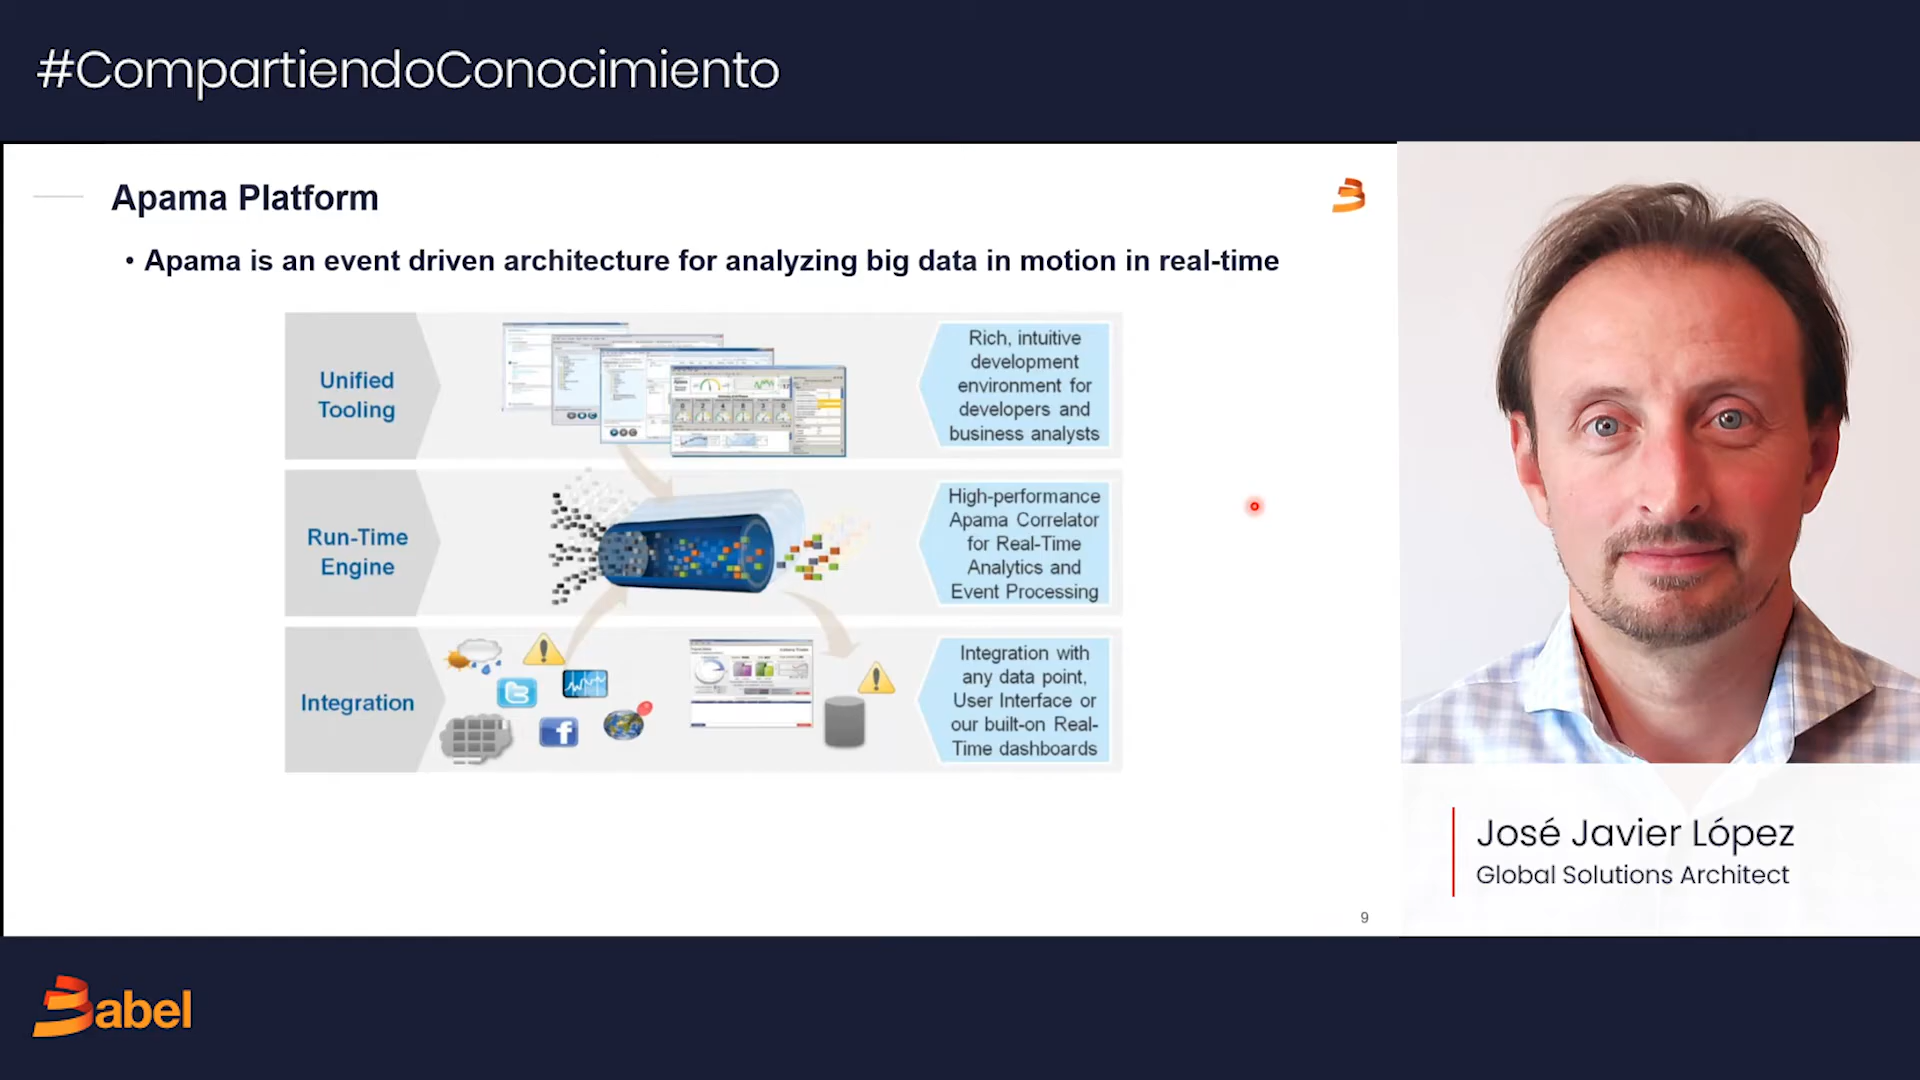 #CompartiendoConocimiento
Apama Platform
• Apama is an event driven architecture for analyzing big data in motion in real-time
Unified
Tooling
Rich, intuitive
development
environment for
developers and
business analysts
Run-Time
Engine
High-performance
Apama Correlator
for Real-Time
Analytics and
Event Processing
Integration
Integration with
any data point,
User Interface or
our built-on Real-
Time dashboards
José Javier López
Global Solutions Architect
9
Babel